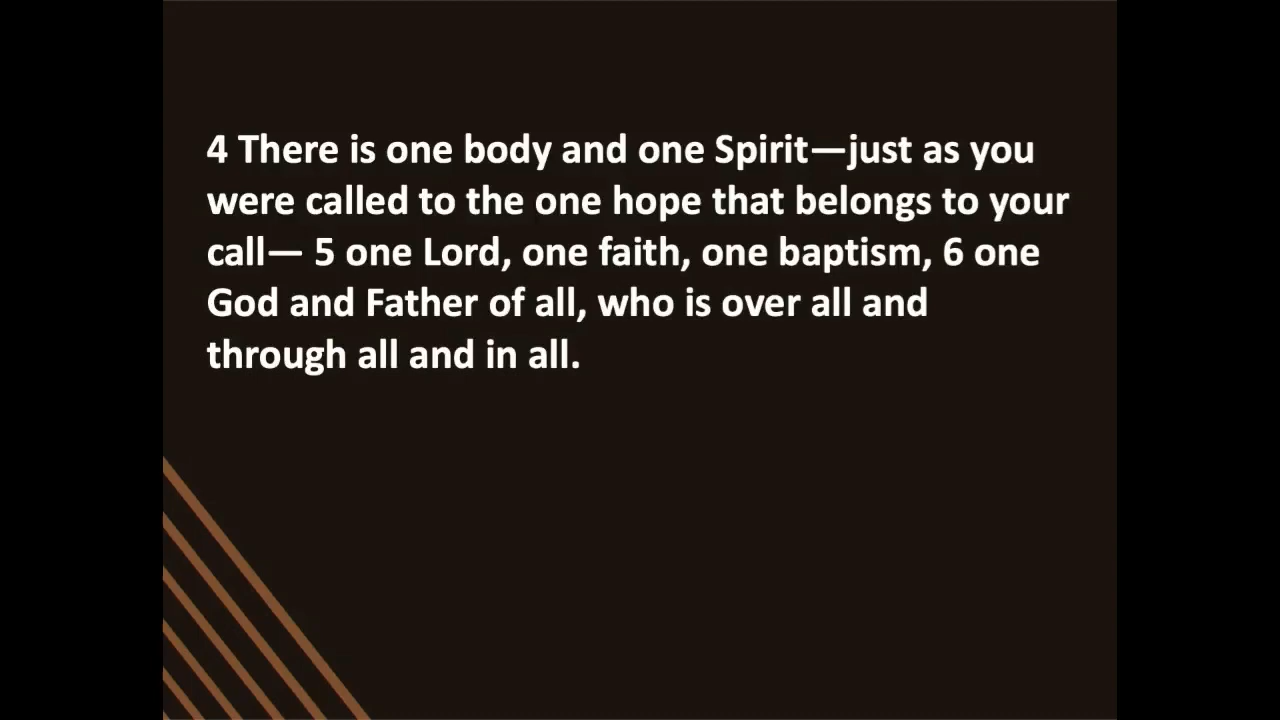 4 There is one body and one Spirit—just as you
were called to the one hope that belongs to your
call— 5 one Lord, one faith, one baptism, 6 one
God and Father of all, who is over all and
through all and in all.